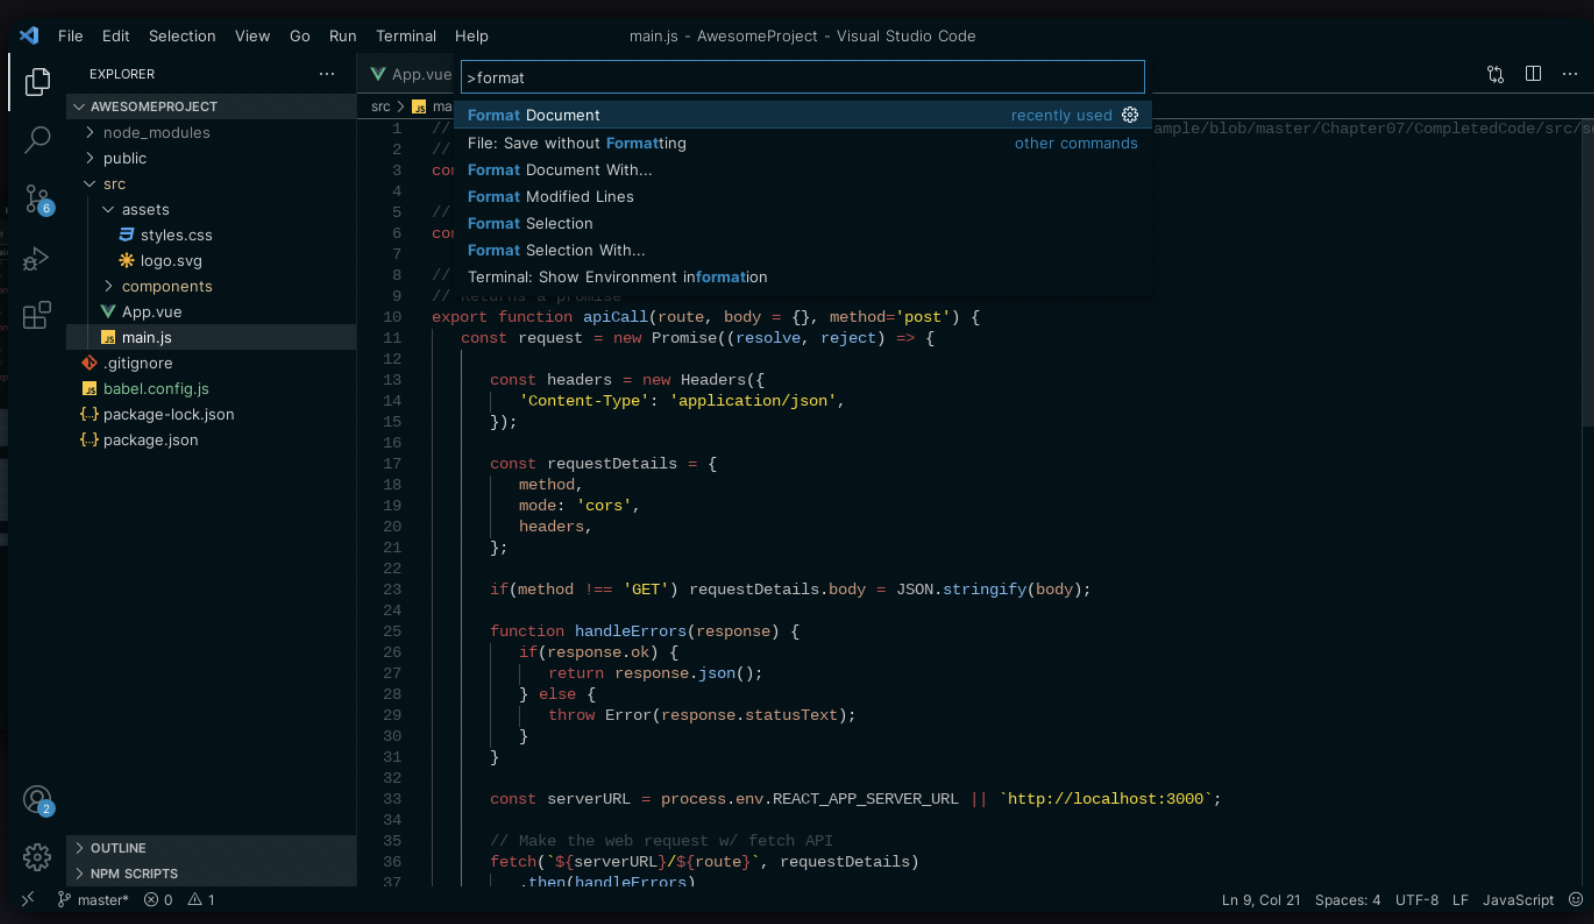 File Edit Selection View Go Run Terminal Help
main.js - AwesomeProject - Visual Studio Code
EXPLORER
AWESOMEPROJECT
node_modules
public
src
assets
styles.css
logo.svg
components
App.vue
main.js
.gitignore
babel.config.js
package-lock.json
package.json
OUTLINE
NPM SCRIPTS
6
2
App.vue
>format
Format Document recently used
File: Save without Formatting other commands
Format Document With...
Format Modified Lines
Format Selection
Format Selection With...
Terminal: Show Environment information
src > JS
1 // ample/blob/master/Chapter07/CompletedCode/src/
2 //
3
4
5 //
6
7
8 //
9 // Returns a promise
10 export function apiCall(route, body = {}, method='post') {
11 const request = new Promise((resolve, reject) => {
12
13 const headers = new Headers({
14 'Content-Type': 'application/json',
15 });
16
17 const requestDetails = {
18 method,
19 mode: 'cors',
20 headers,
21 };
22
23 if(method !== 'GET') requestDetails.body = JSON.stringify(body);
24
25 function handleErrors(response) {
26 if(response.ok) {
27 return response.json();
28 } else {
29 throw Error(response.statusText);
30 }
31 }
32
33 const serverURL = process.env.REACT_APP_SERVER_URL || `http://localhost:3000`;
34
35 // Make the web request w/ fetch API
36 fetch(`${serverURL}/${route}`, requestDetails)
37 .then(handleErrors)
master* 0 1
Ln 9, Col 21 Spaces: 4 UTF-8 LF JavaScript